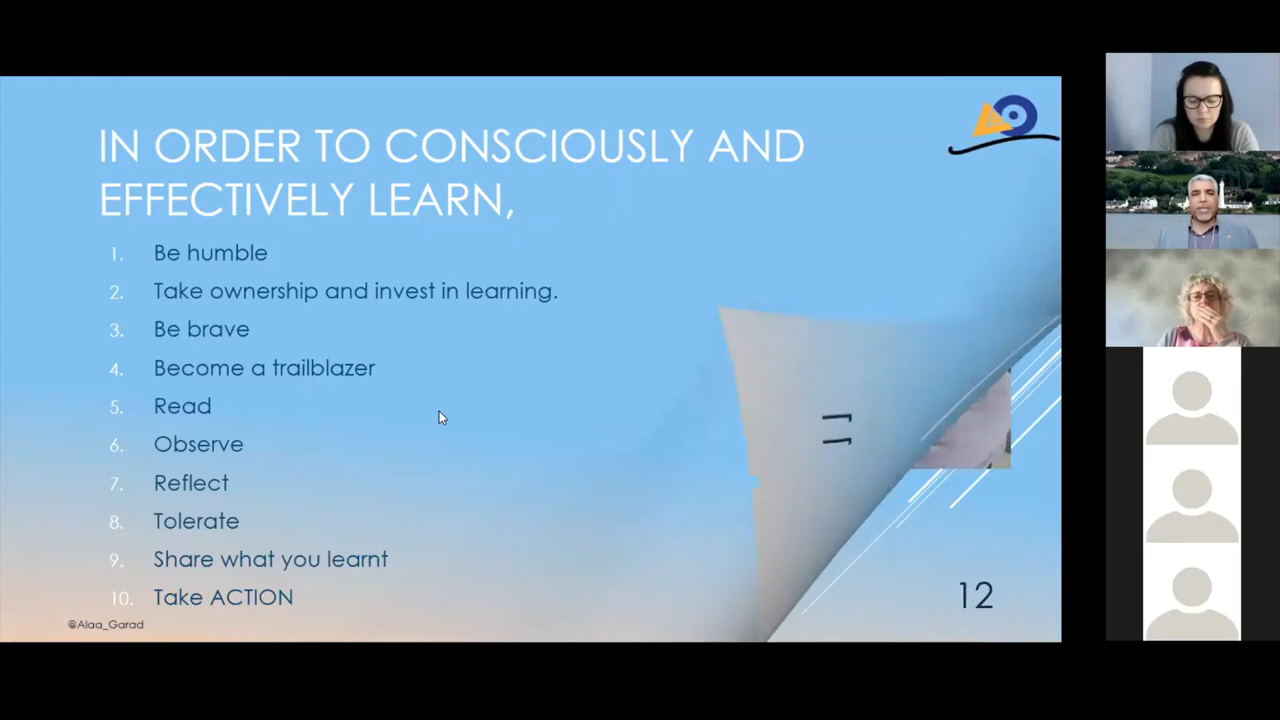 IN ORDER TO CONSCIOUSLY AND
EFFECTIVELY LEARN,
1. Be humble
2. Take ownership and invest in learning.
3. Be brave
4. Become a trailblazer
5. Read
6. Observe
7. Reflect
8. Tolerate
9. Share what you learnt
10. Take ACTION
@Alaa_Garad
12